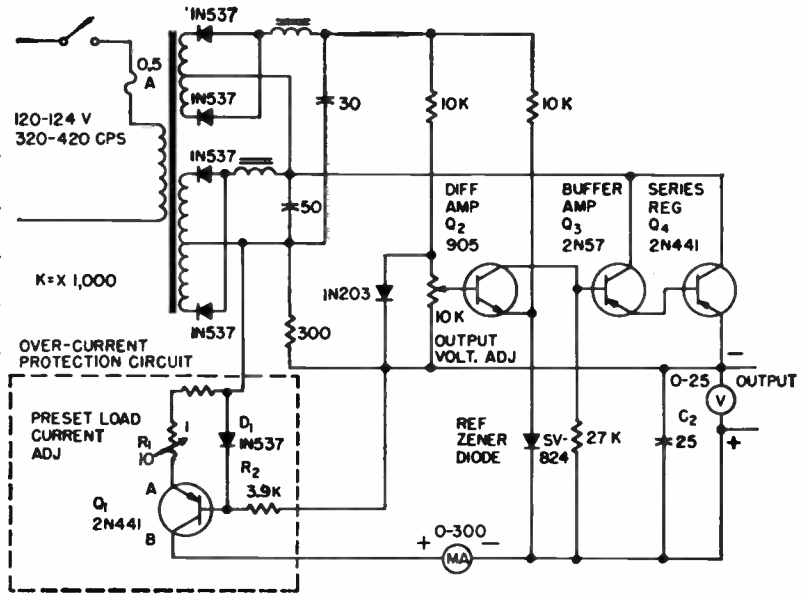 1N537
0.5
A
1N537
30
10K
10K
120-124 V
320-420 CPS
1N537
50
DIFF
AMP
Q2
905
BUFFER
AMP
Q3
2N57
SERIES
REG
Q4
2N441
K=X 1,000
1N203
10K
1N537
300
OUTPUT
VOLT. ADJ
OVER-CURRENT
PROTECTION CIRCUIT
−
0-25
OUTPUT
V
+
PRESET LOAD
CURRENT
ADJ
1
R1
10
D1
1N537
R2
3.9K
REF
ZENER
DIODE
SV-
824
27 K
C2
25
A
Q1
2N441
B
0-300
+
MA
−